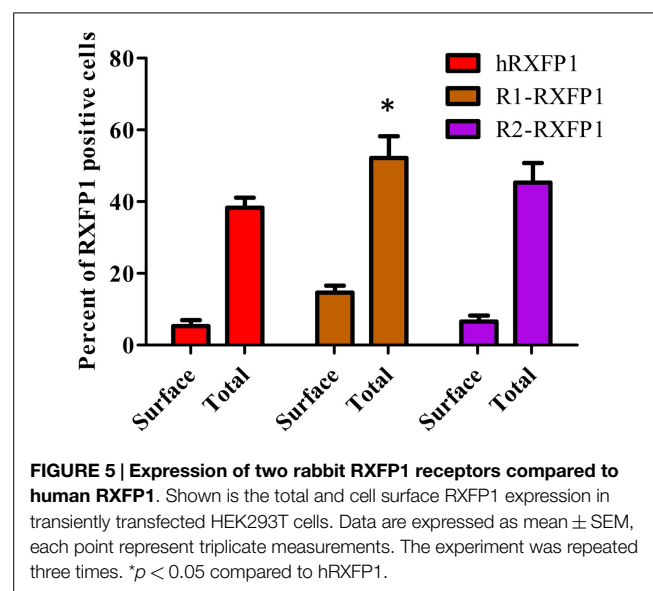 80
60
40
20
0
Percent of RXFP1 positive cells
hRXFP1
R1-RXFP1
R2-RXFP1
*
Surface
Total
Surface
Total
Surface
Total
FIGURE 5 | Expression of two rabbit RXFP1 receptors compared to
human RXFP1. Shown is the total and cell surface RXFP1 expression in
transiently transfected HEK293T cells. Data are expressed as mean ± SEM,
each point represent triplicate measurements. The experiment was repeated
three times. *p < 0.05 compared to hRXFP1.